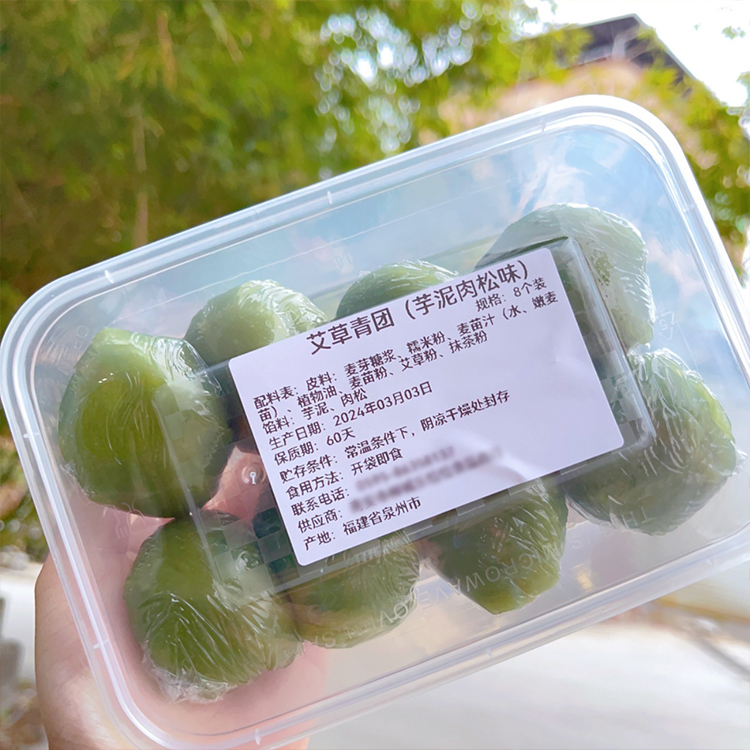 艾草青团（芋泥肉松味）
规格：8个装
配料表：皮料：麦芽糖浆、糯米粉、麦苗汁（水、嫩麦
苗）、植物油、麦苗粉、艾草粉、抹茶粉
馅料：芋泥、肉松
生产日期：2024年03月03日
保质期：60天
贮存条件：常温条件下，阴凉干燥处封存
食用方法：开袋即食
联系电话：
供应商：
产地：福建省泉州市
MICROWAVE